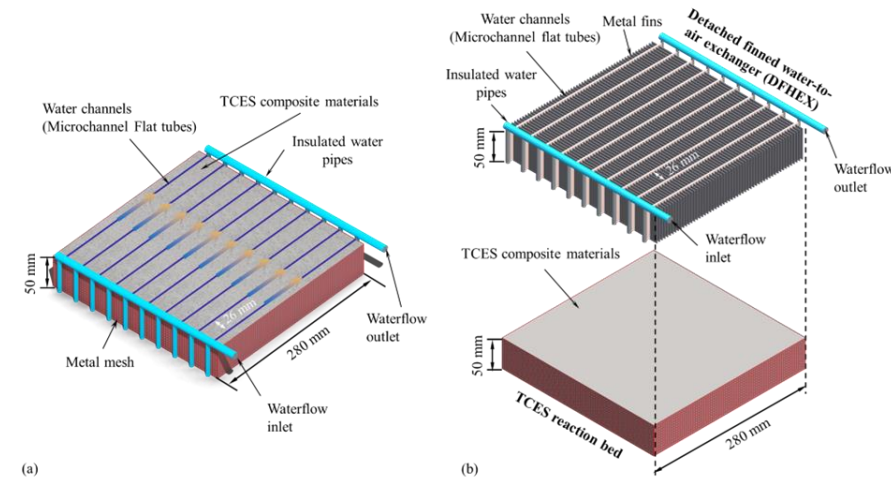 (a)
Water channels
(Microchannel Flat tubes)
TCES composite materials
Insulated water
pipes
50 mm
26 mm
280 mm
Metal mesh
Waterflow
outlet
Waterflow
inlet
(b)
Water channels
(Microchannel flat tubes)
Metal fins
Detached finned water-to-
air exchanger (DFHEX)
Insulated water
pipes
50 mm
26 mm
Waterflow
outlet
Waterflow
inlet
TCES composite materials
50 mm
TCES reaction bed
280 mm